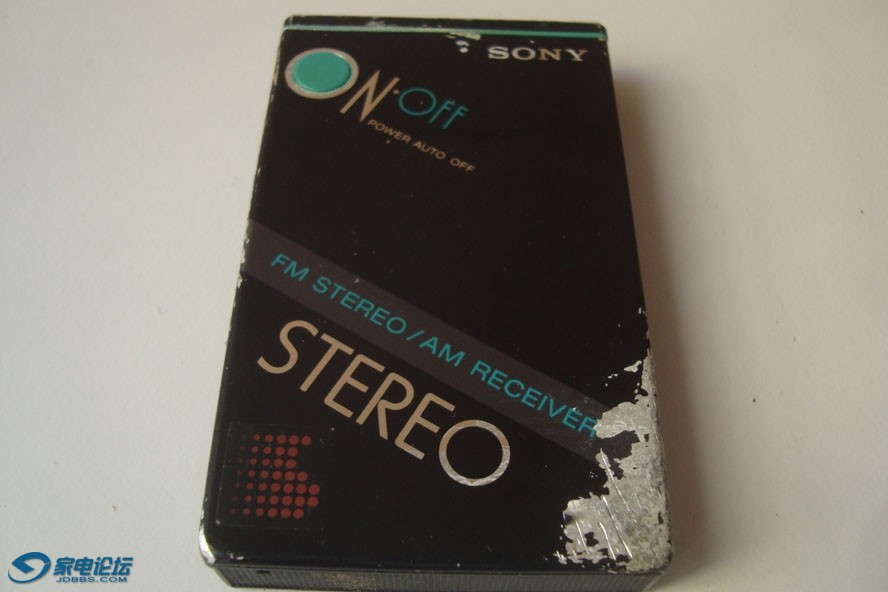 SONY
ON·OFF
POWER AUTO OFF
FM STEREO / AM RECEIVER
STEREO
家电论坛
JDBBS.COM